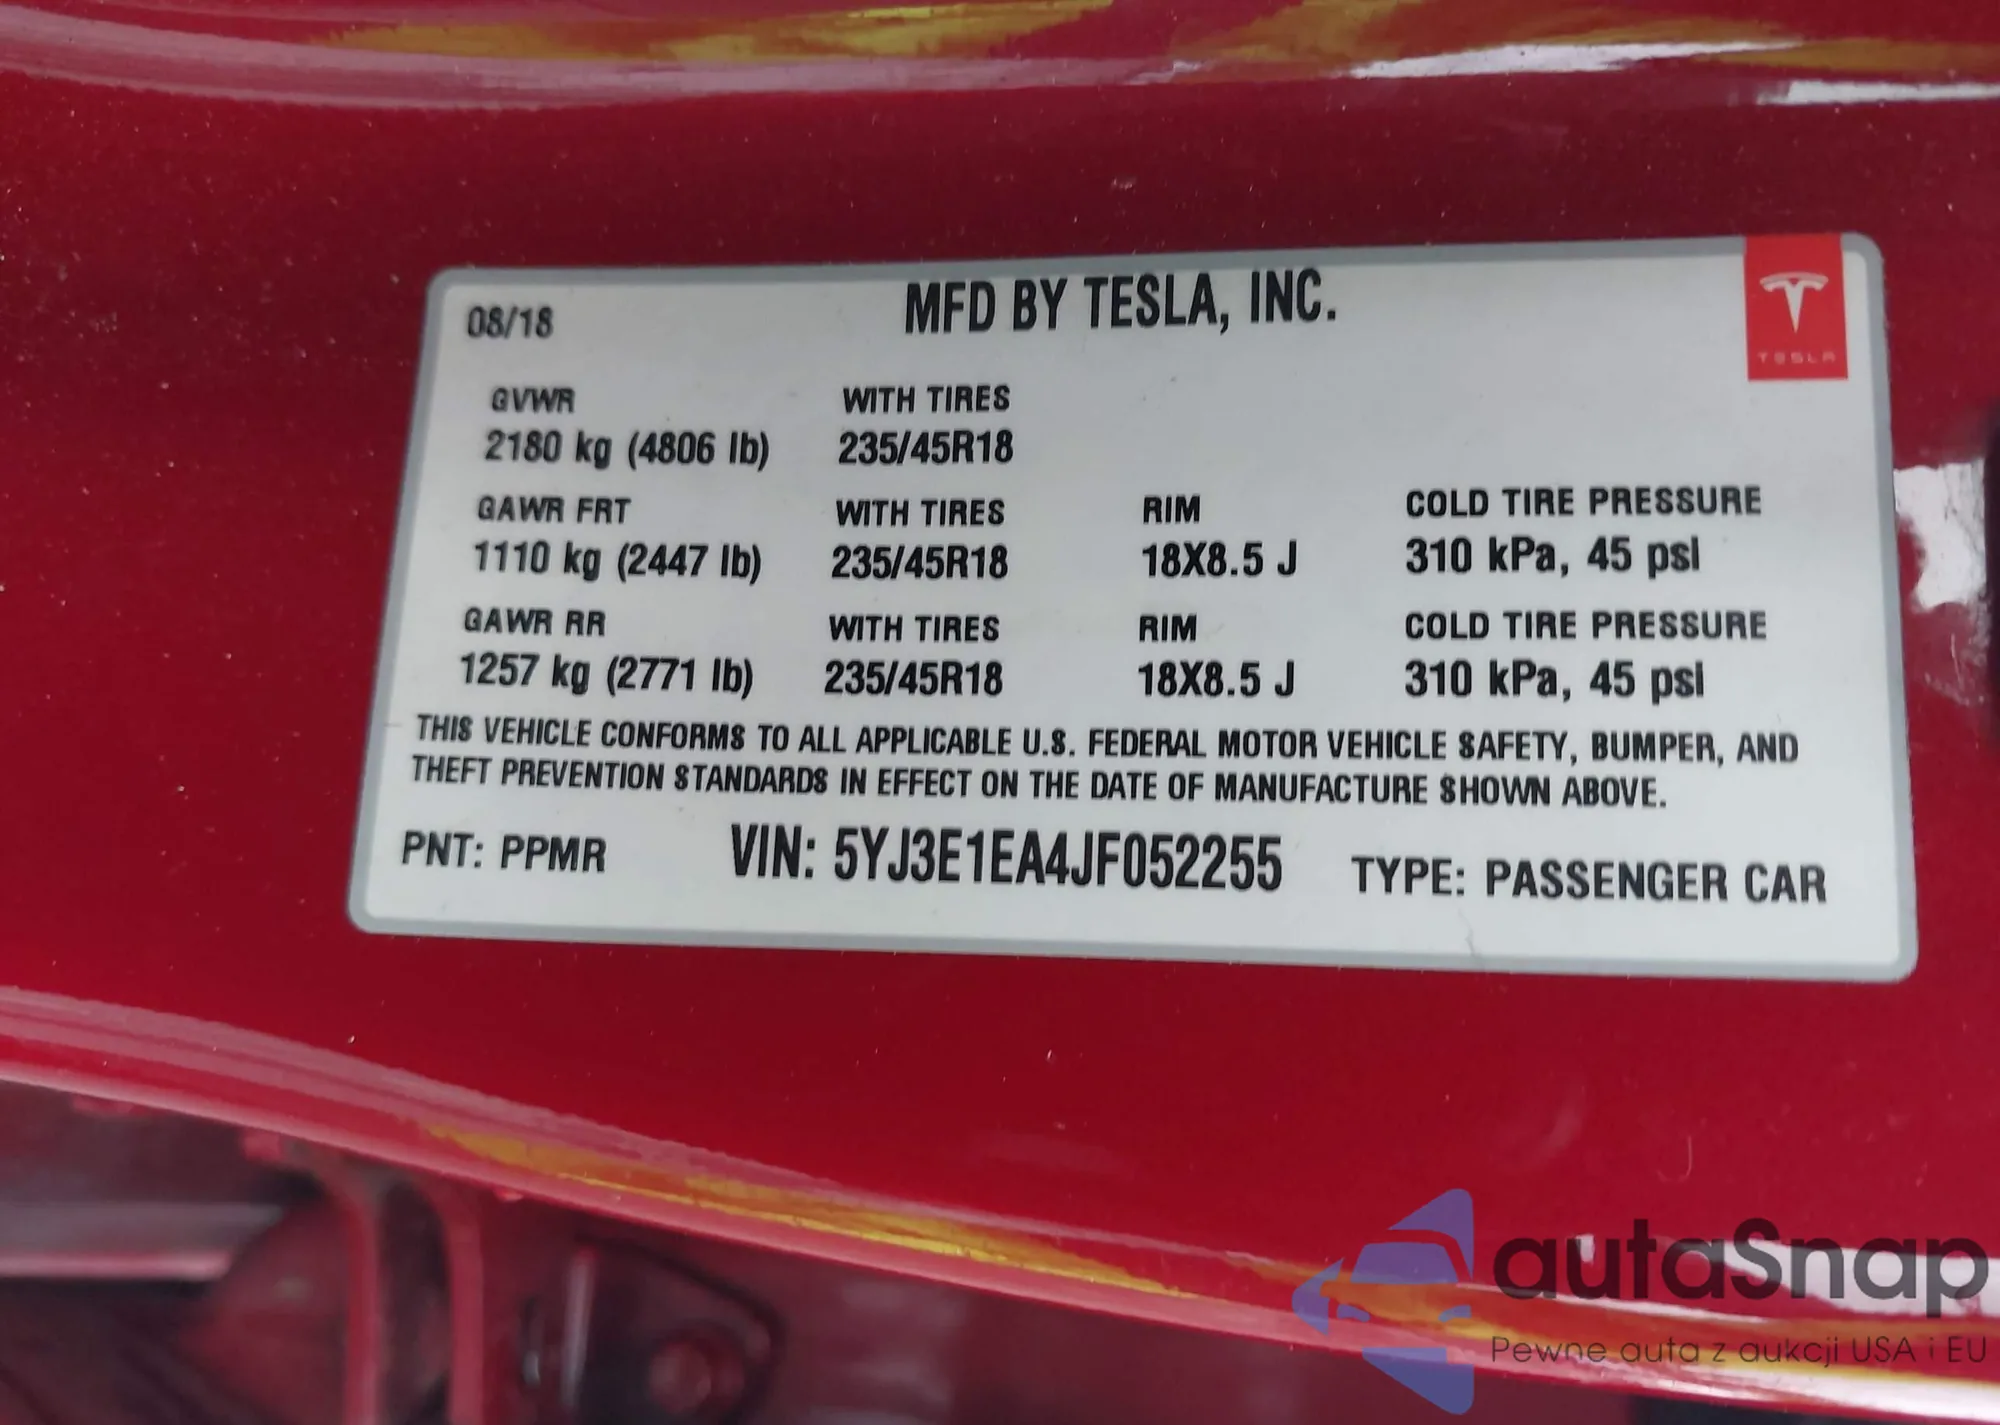 08/18 MFD BY TESLA, INC.
TESLA
GVWR WITH TIRES
2180 kg (4806 lb) 235/45R18
GAWR FRT WITH TIRES RIM COLD TIRE PRESSURE
1110 kg (2447 lb) 235/45R18 18X8.5 J 310 kPa, 45 psi
GAWR RR WITH TIRES RIM COLD TIRE PRESSURE
1257 kg (2771 lb) 235/45R18 18X8.5 J 310 kPa, 45 psi
THIS VEHICLE CONFORMS TO ALL APPLICABLE U.S. FEDERAL MOTOR VEHICLE SAFETY, BUMPER, AND
THEFT PREVENTION STANDARDS IN EFFECT ON THE DATE OF MANUFACTURE SHOWN ABOVE.
PNT: PPMR VIN: 5YJ3E1EA4JF052255 TYPE: PASSENGER CAR
autaSnap
Pewne auta z aukcji USA i EU